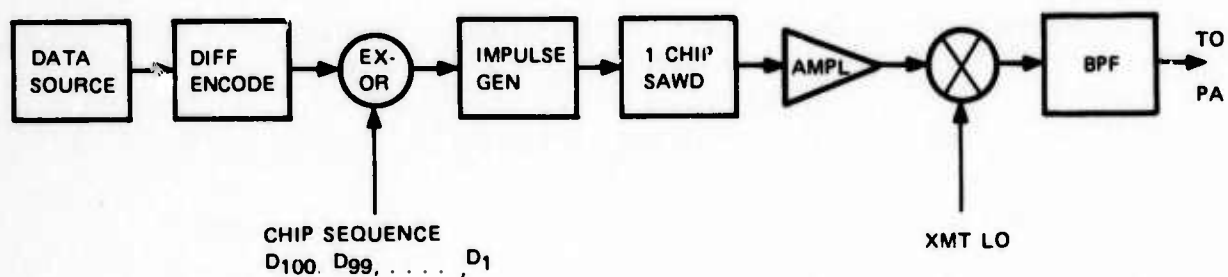 DATA
SOURCE
DIFF
ENCODE
EX-
OR
IMPULSE
GEN
1 CHIP
SAWD
AMPL
BPF
TO
PA
CHIP SEQUENCE
D100. D99, . . . . . ,D1
XMT LO